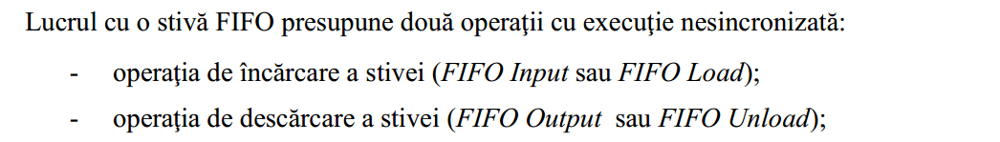 Lucrul cu o stivă FIFO presupune două operaţii cu execuţie nesincronizată:
- operaţia de încărcare a stivei (FIFO Input sau FIFO Load);
- operaţia de descărcare a stivei (FIFO Output sau FIFO Unload);